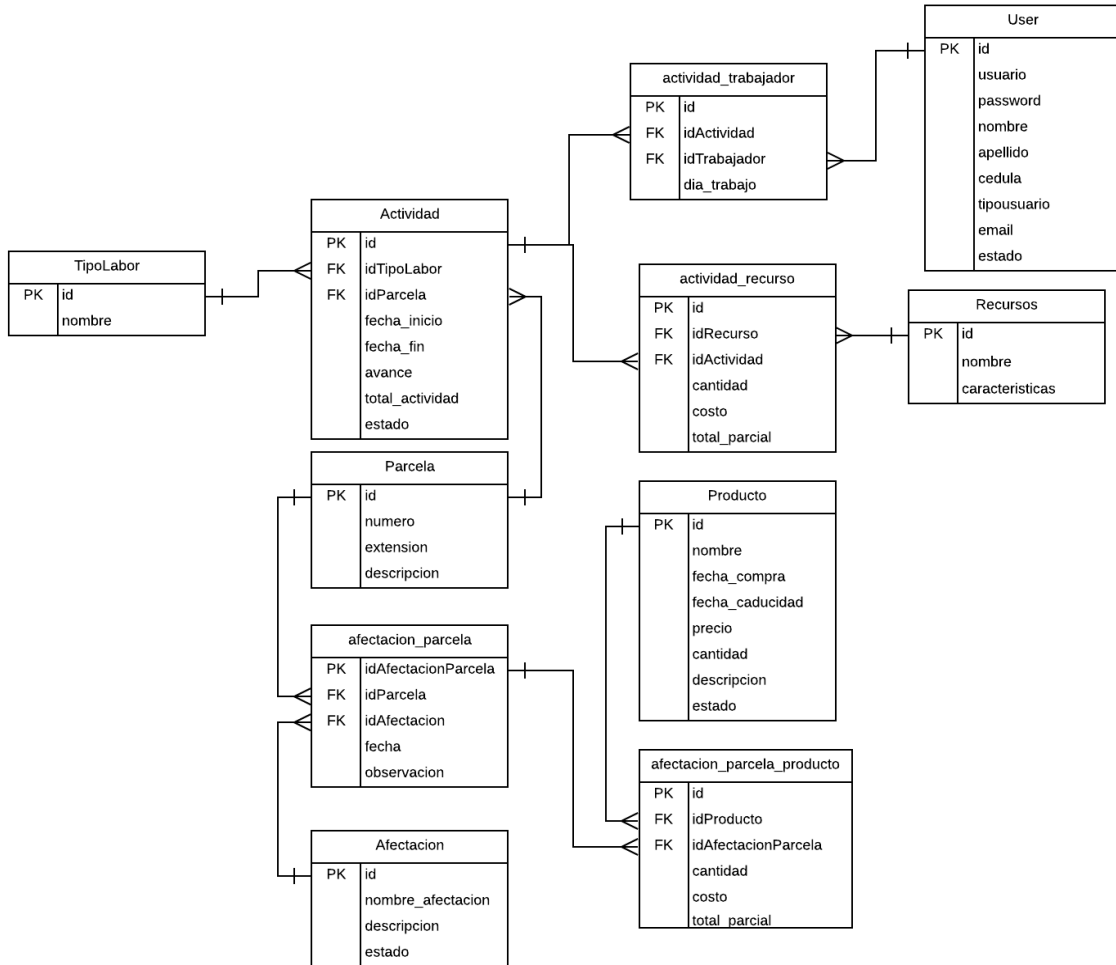 User
PK id
usuario
password
nombre
apellido
cedula
tipousuario
email
estado
actividad_trabajador
PK id
FK idActividad
FK idTrabajador
dia_trabajo
Actividad
PK id
FK idTipoLabor
FK idParcela
fecha_inicio
fecha_fin
avance
total_actividad
estado
TipoLabor
PK id
nombre
actividad_recurso
PK id
FK idRecurso
FK idActividad
cantidad
costo
total_parcial
Recursos
PK id
nombre
caracteristicas
Parcela
PK id
numero
extension
descripcion
Producto
PK id
nombre
fecha_compra
fecha_caducidad
precio
cantidad
descripcion
estado
afectacion_parcela
PK idAfectacionParcela
FK idParcela
FK idAfectacion
fecha
observacion
afectacion_parcela_producto
PK id
FK idProducto
FK idAfectacionParcela
cantidad
costo
total_parcial
Afectacion
PK id
nombre_afectacion
descripcion
estado